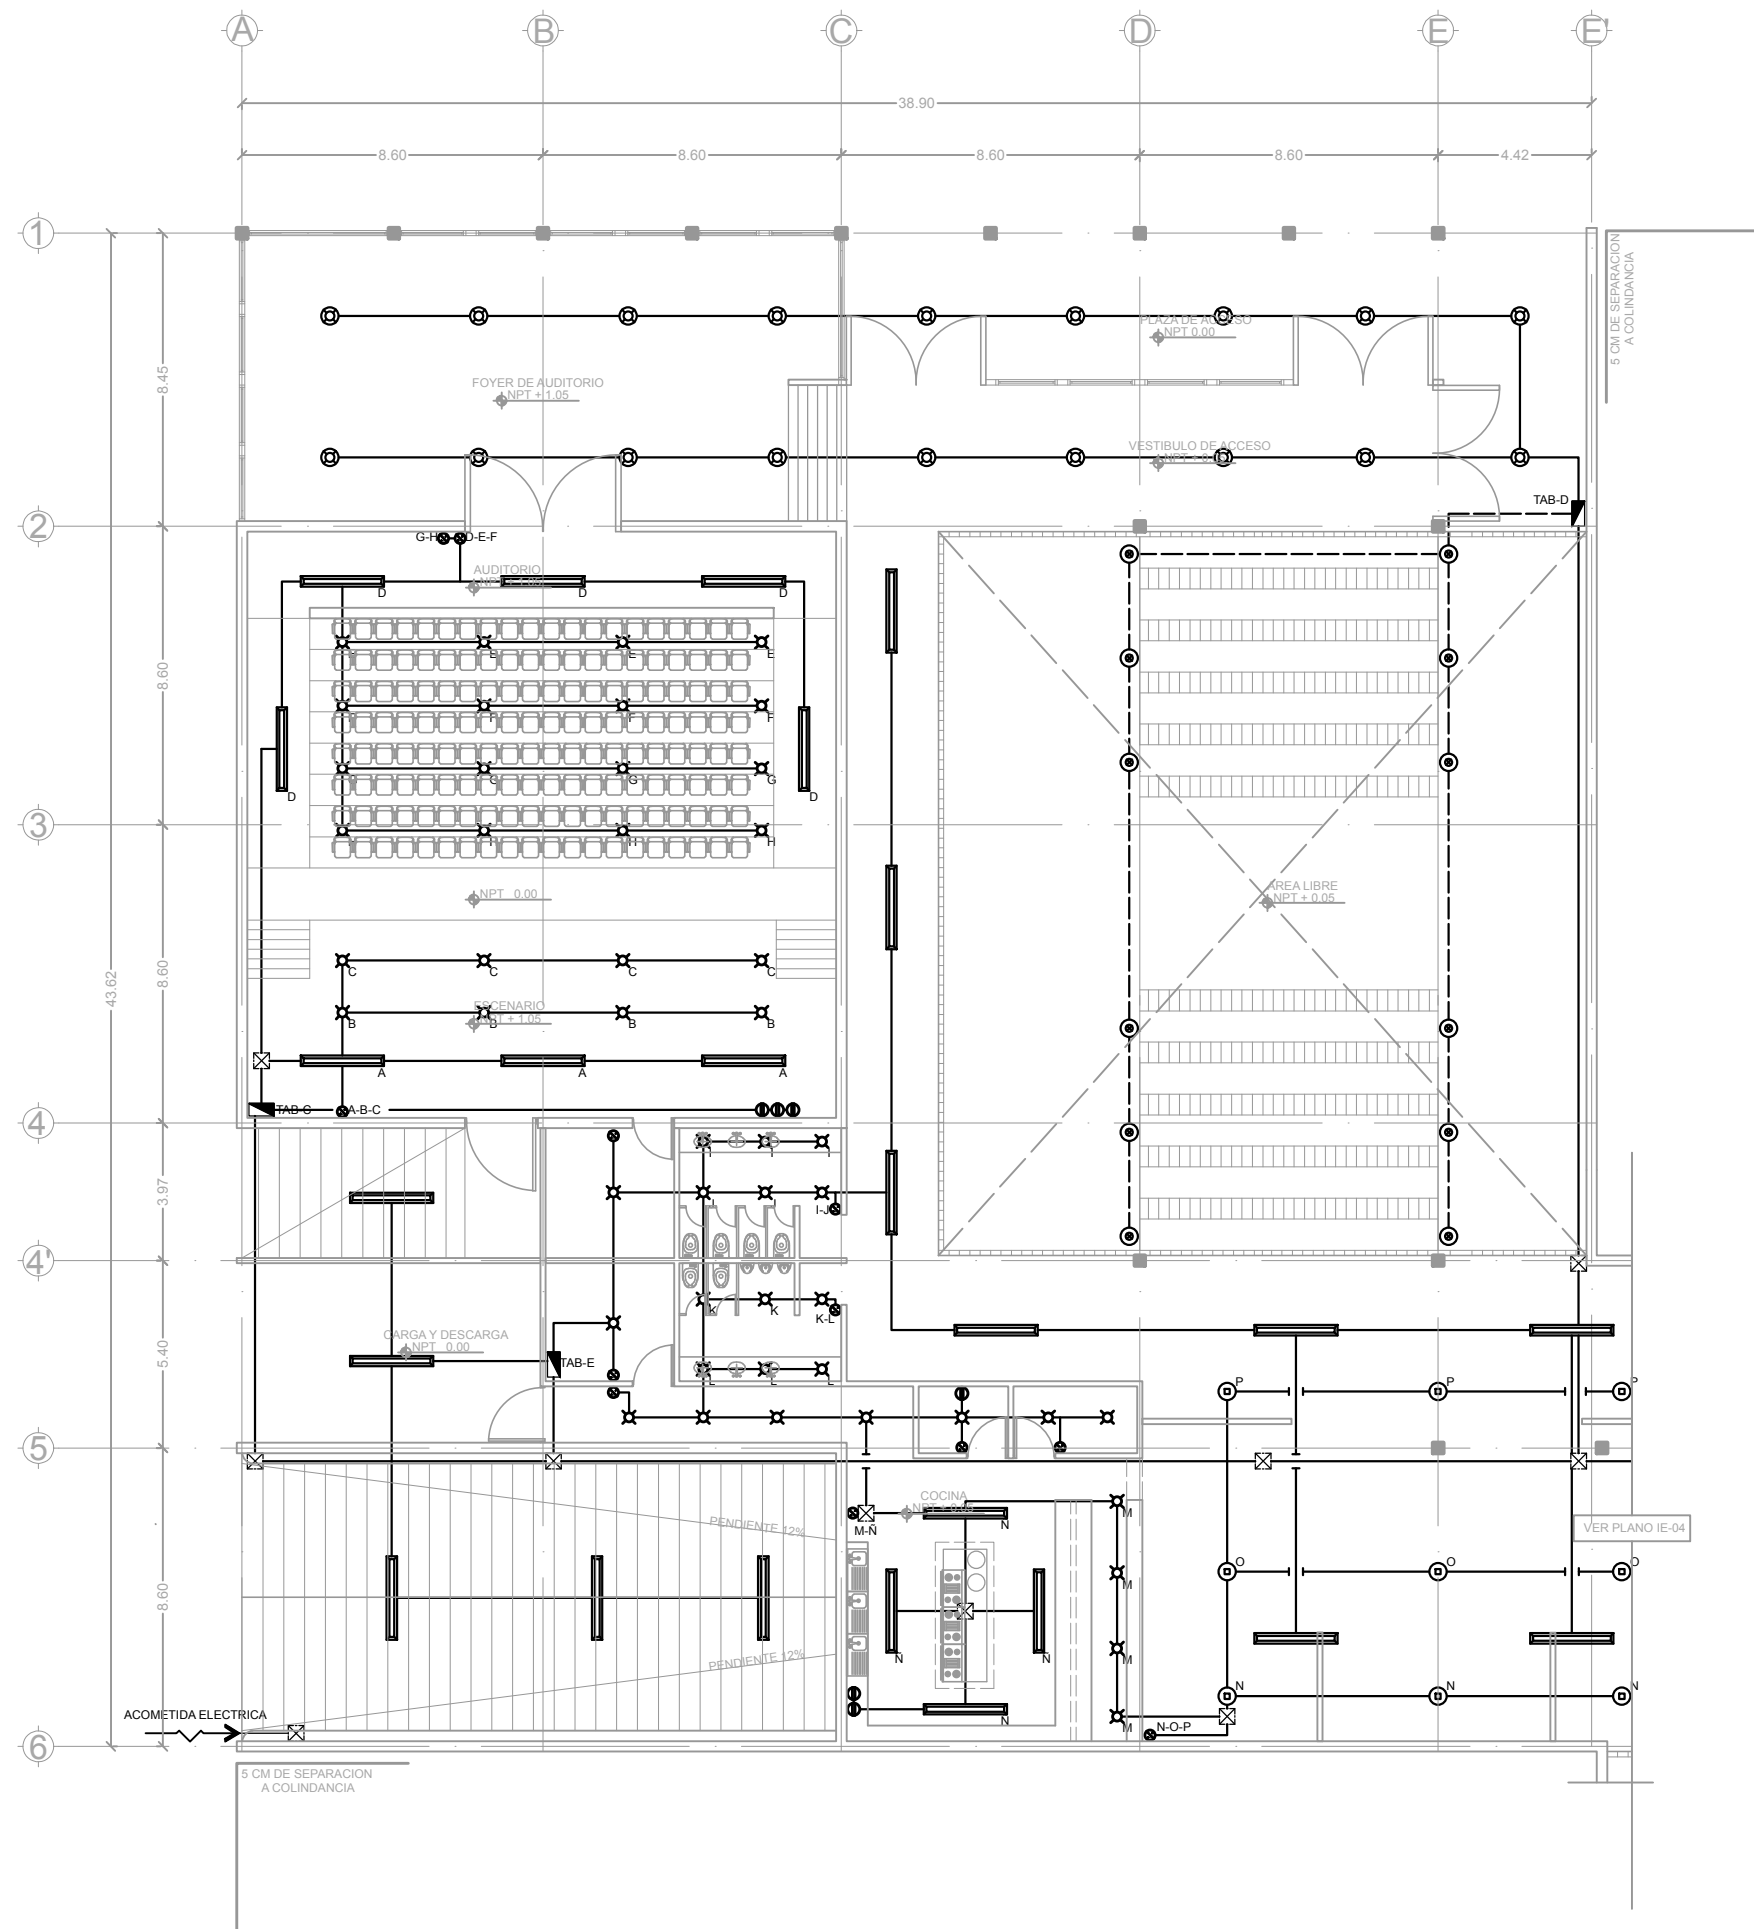 A
B
C
D
E
E'
38.90
8.60
8.60
8.60
8.60
4.42
1
5 CM DE SEPARACION
A COLINDANCIA
PLAZA DE ACCESO
NPT 0.00
8.45
FOYER DE AUDITORIO
NPT + 1.05
VESTIBULO DE ACCESO
TAB-D
2
G-H
D-E-F
AUDITORIO
D
D
D
8.60
E
E
E
F
F
F
G
G
G
D
D
3
H
H
NPT 0.00
AREA LIBRE
NPT + 0.05
43.62
8.60
C
C
C
C
ESCENARIO
NPT + 1.05
B
B
B
B
A
A
A
TAB-C
A-B-C
4
I
I
I
3.97
J
J
I-J
4'
K
K
K-L
CARGA Y DESCARGA
NPT 0.00
5.40
TAB-E
L
L
L
P
P
P
5
COCINA
NPT + 0.05
M-Ñ
N
M
PENDIENTE 12%
VER PLANO IE-04
O
O
O
8.60
M
M
Ñ
Ñ
PENDIENTE 12%
N
N
N
N
M
N-O-P
ACOMETIDA ELECTRICA
6
5 CM DE SEPARACION
A COLINDANCIA